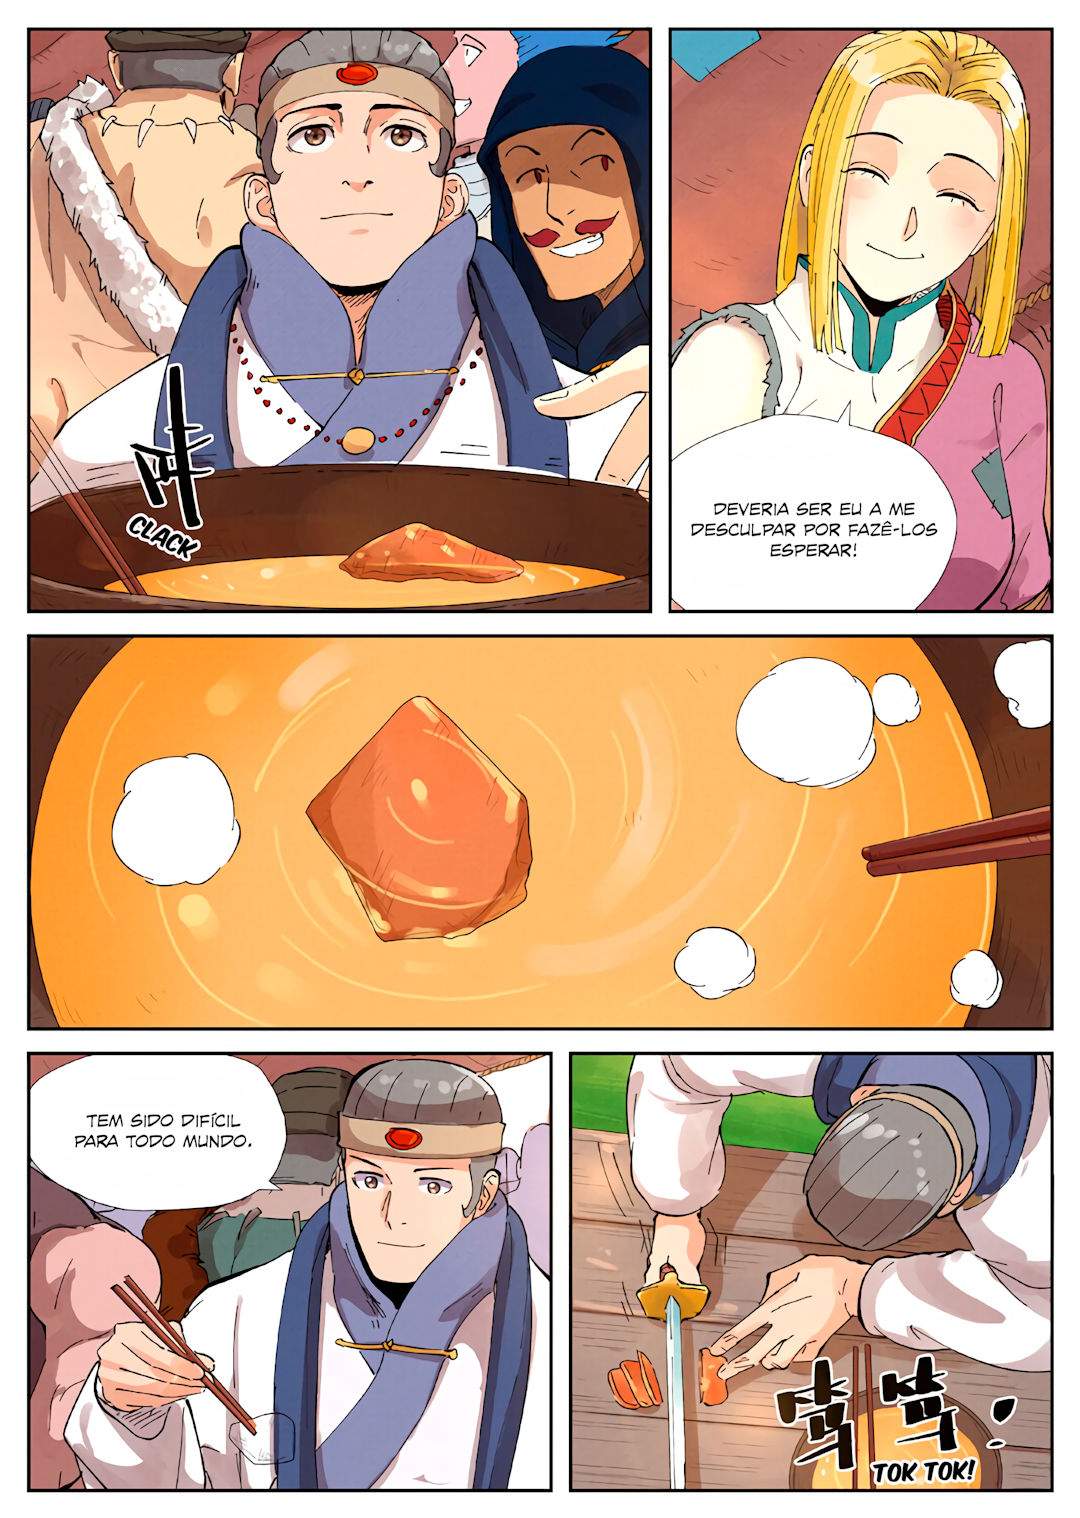 CLACK
DEVERIA SER EU A ME
DESCULPAR POR FAZÊ-LOS
ESPERAR!
TEM SIDO DIFÍCIL
PARA TODO MUNDO.
TOK TOK!